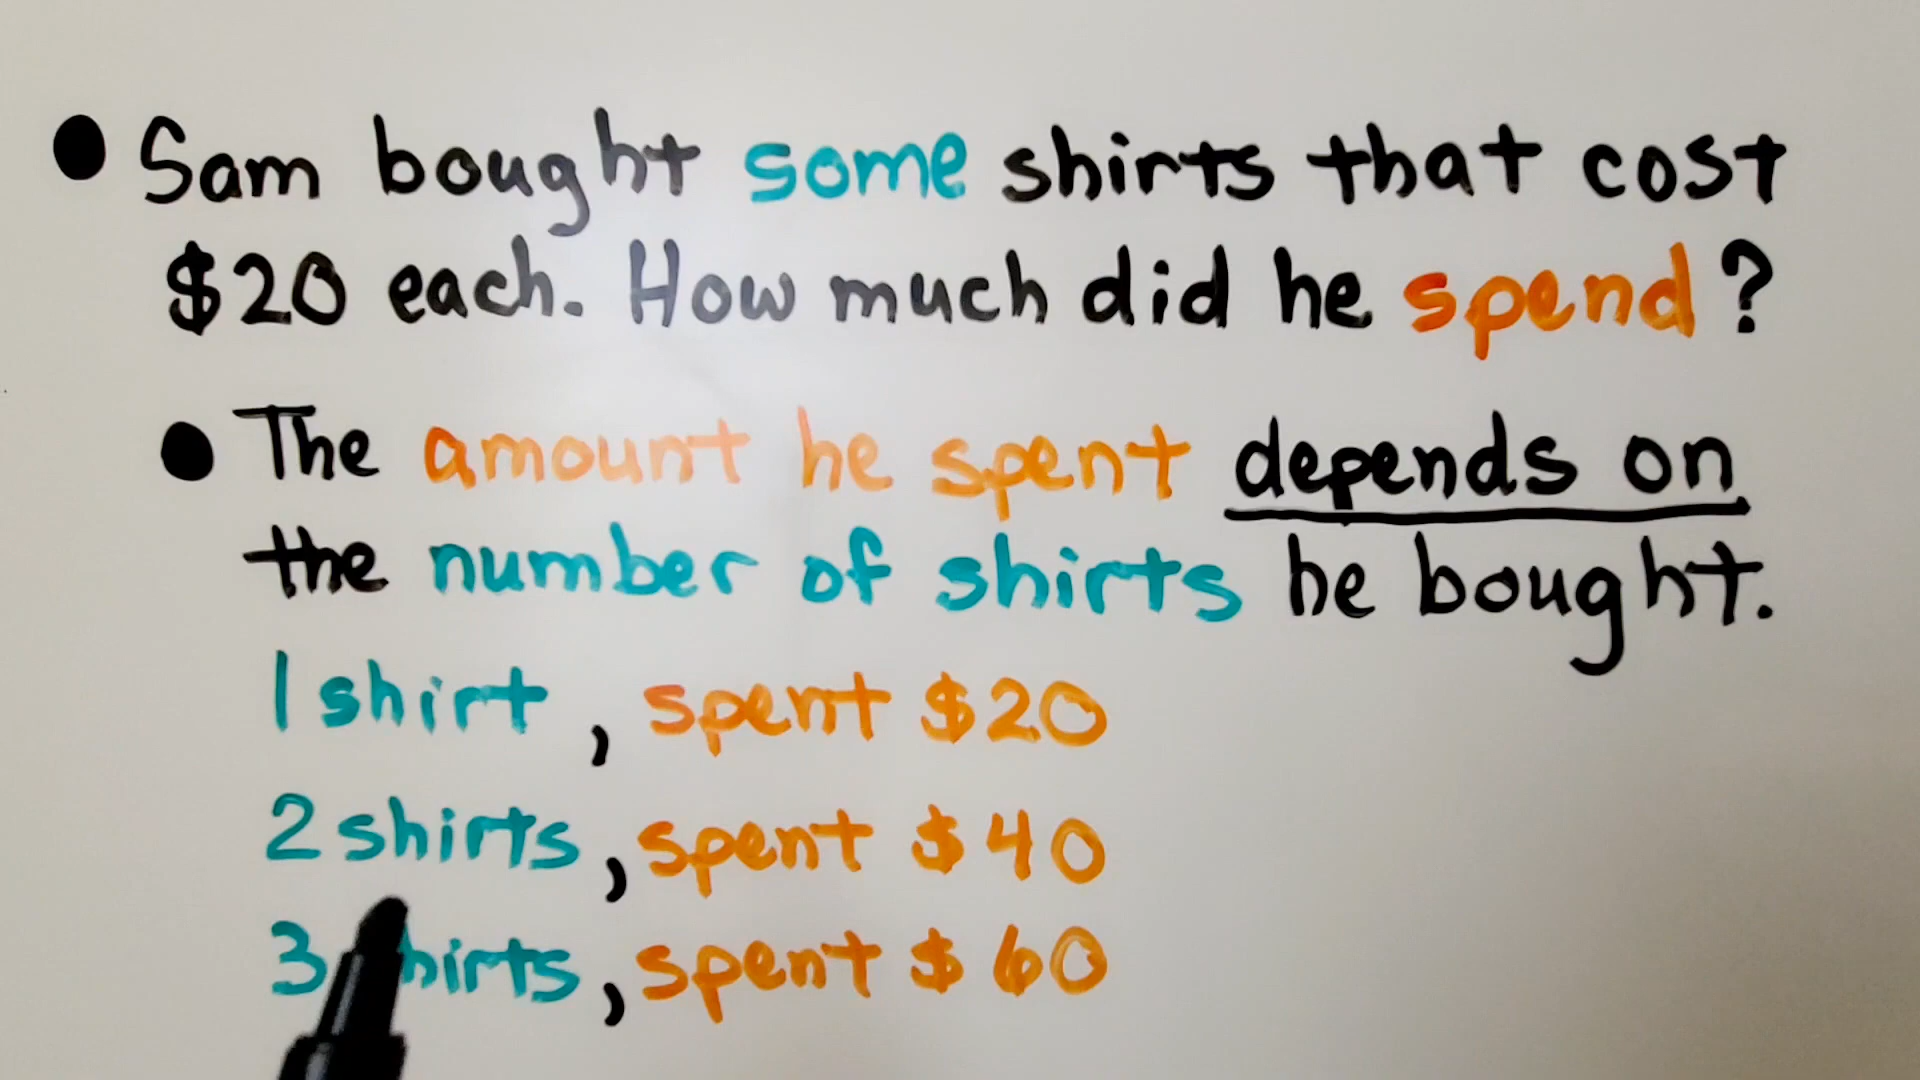 • Sam bought some shirts that cost
$20 each. How much did he spend?
• The amount he spent depends on
the number of shirts he bought.
1 shirt, spent $20
2 shirts, spent $40
3 shirts, spent $60